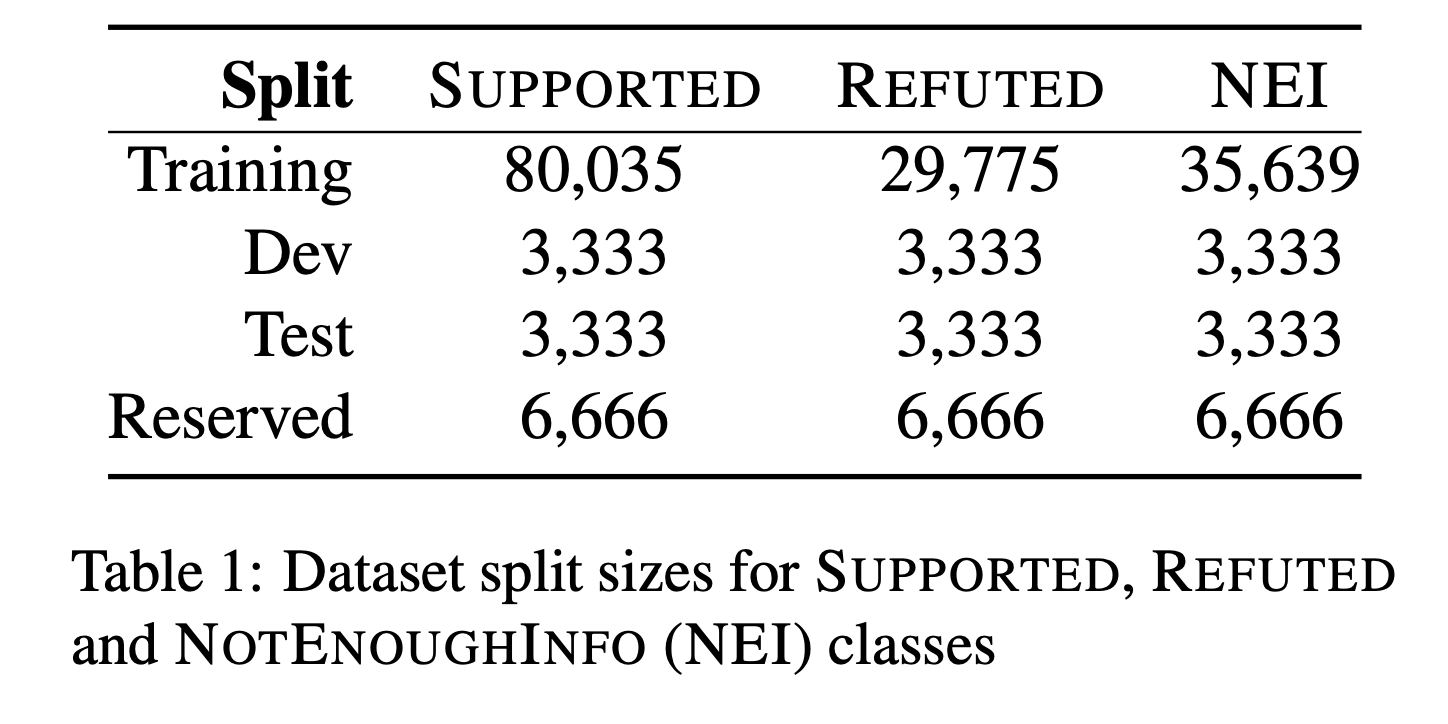 Split SUPPORTED REFUTED NEI
Training 80,035 29,775 35,639
Dev 3,333 3,333 3,333
Test 3,333 3,333 3,333
Reserved 6,666 6,666 6,666
Table 1: Dataset split sizes for SUPPORTED, REFUTED
and NOTENOUGHINFO (NEI) classes